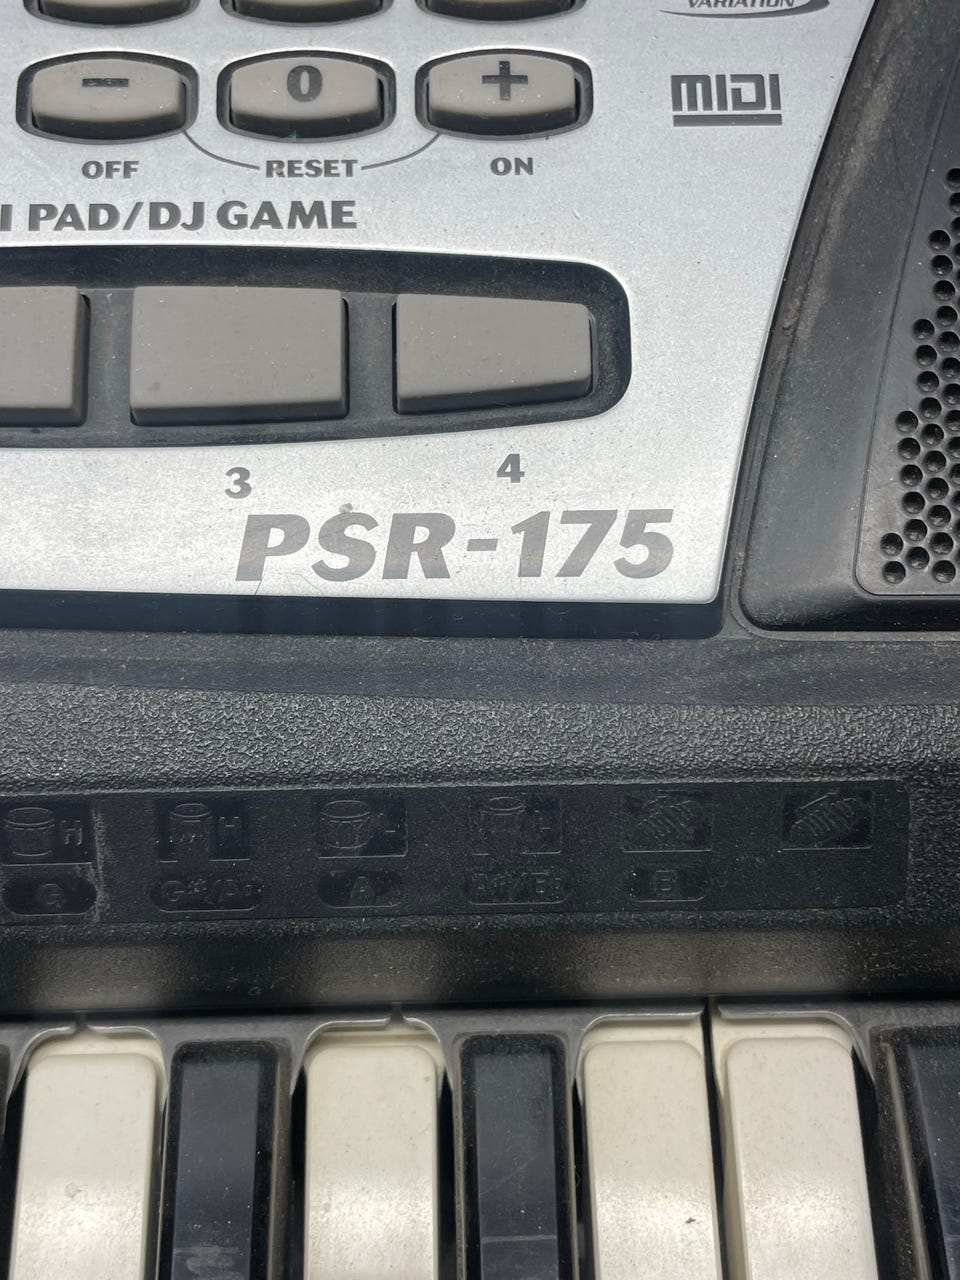 VARIATION
- 0 +
MIDI
OFF RESET ON
I PAD/DJ GAME
3 4
PSR-175
H H L L
G G#/A♭ A A#/B♭ B